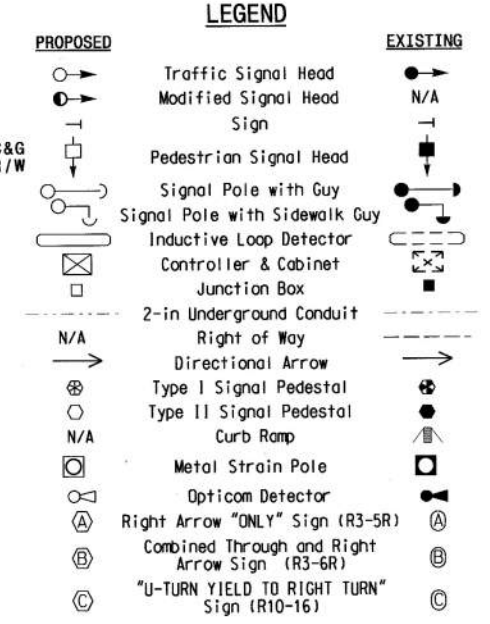 LEGEND
PROPOSED EXISTING
Traffic Signal Head
Modified Signal Head N/A
Sign
Pedestrian Signal Head
Signal Pole with Guy
Signal Pole with Sidewalk Guy
Inductive Loop Detector
Controller & Cabinet
Junction Box
2-in Underground Conduit
N/A Right of Way
Directional Arrow
Type I Signal Pedestal
Type II Signal Pedestal
N/A Curb Ramp
Metal Strain Pole
Opticom Detector
A Right Arrow "ONLY" Sign (R3-5R) A
Combined Through and Right
B Arrow Sign (R3-6R) B
"U-TURN YIELD TO RIGHT TURN"
C Sign (R10-16) C